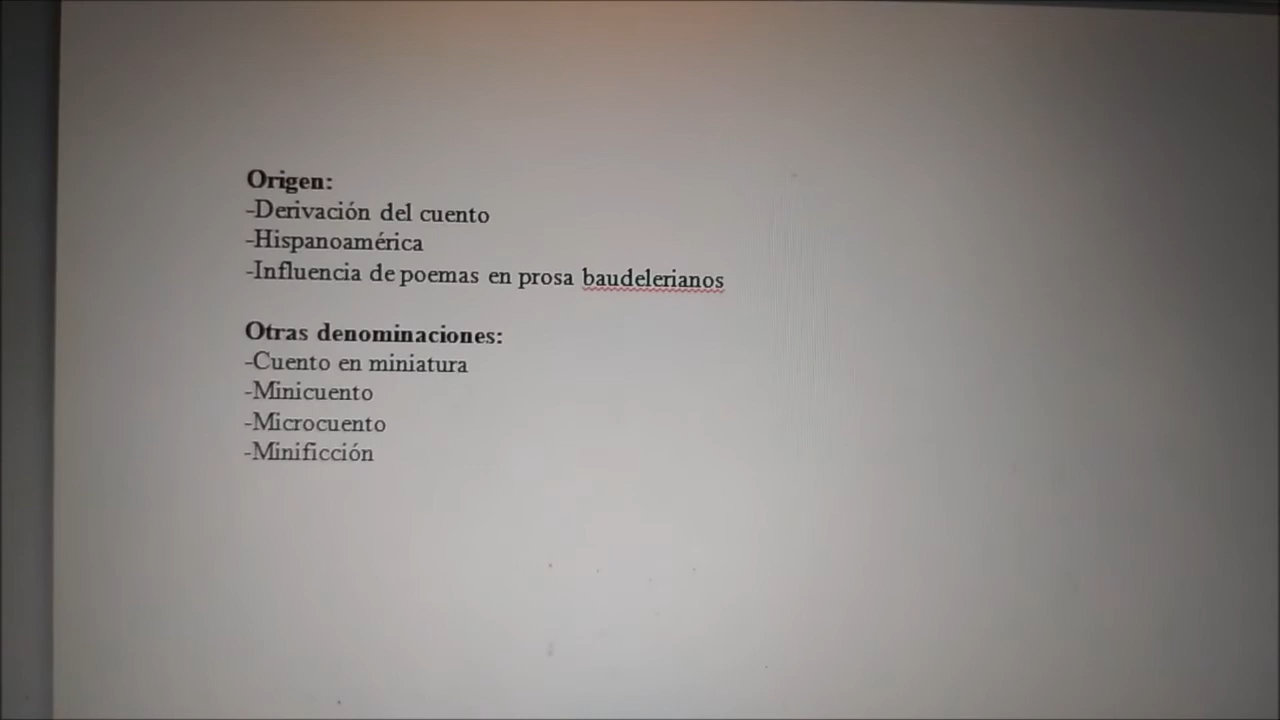 Origen:
-Derivación del cuento
-Hispanoamérica
-Influencia de poemas en prosa baudelerianos
Otras denominaciones:
-Cuento en miniatura
-Minicuento
-Microcuento
-Minificción